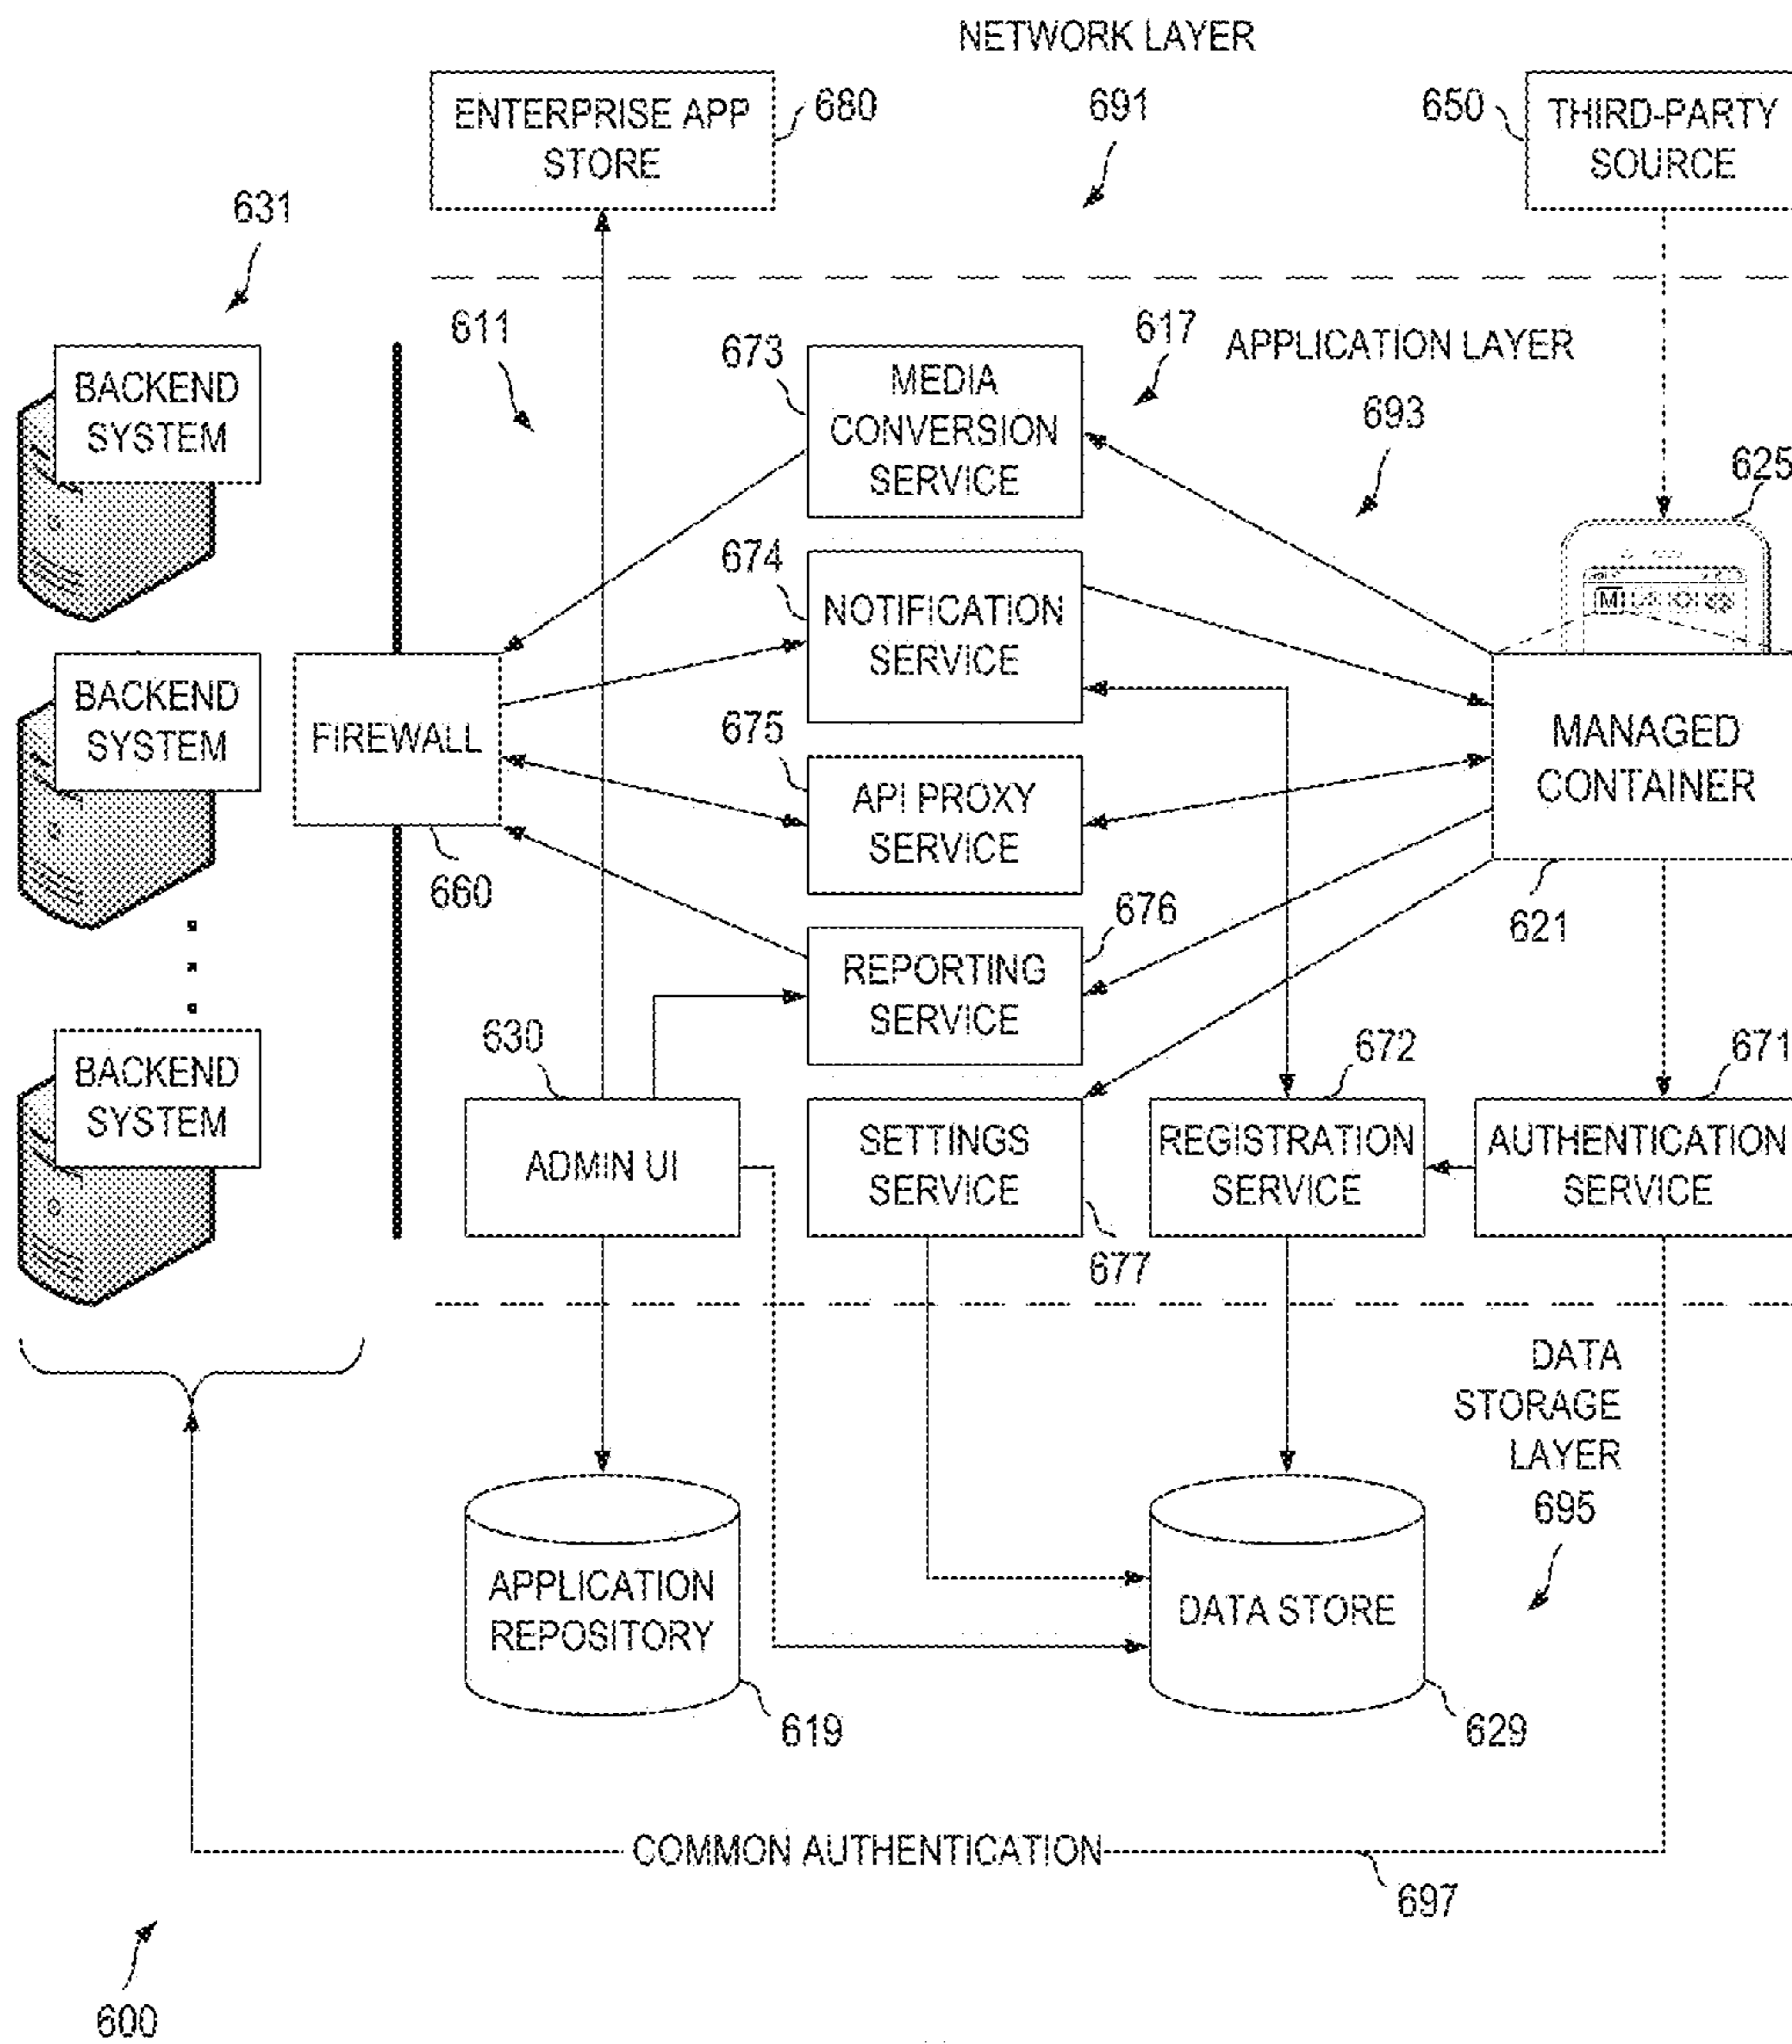 NETWORK LAYER
ENTERPRISE APP
STORE
680
691
650
THIRD-PARTY
SOURCE
631
611
673
MEDIA
CONVERSION
SERVICE
617
APPLICATION LAYER
693
625
BACKEND
SYSTEM
674
NOTIFICATION
SERVICE
M
BACKEND
SYSTEM
FIREWALL
660
675
API PROXY
SERVICE
MANAGED
CONTAINER
621
676
REPORTING
SERVICE
BACKEND
SYSTEM
630
ADMIN UI
SETTINGS
SERVICE
677
672
REGISTRATION
SERVICE
671
AUTHENTICATION
SERVICE
DATA
STORAGE
LAYER
695
APPLICATION
REPOSITORY
619
DATA STORE
629
COMMON AUTHENTICATION
697
600